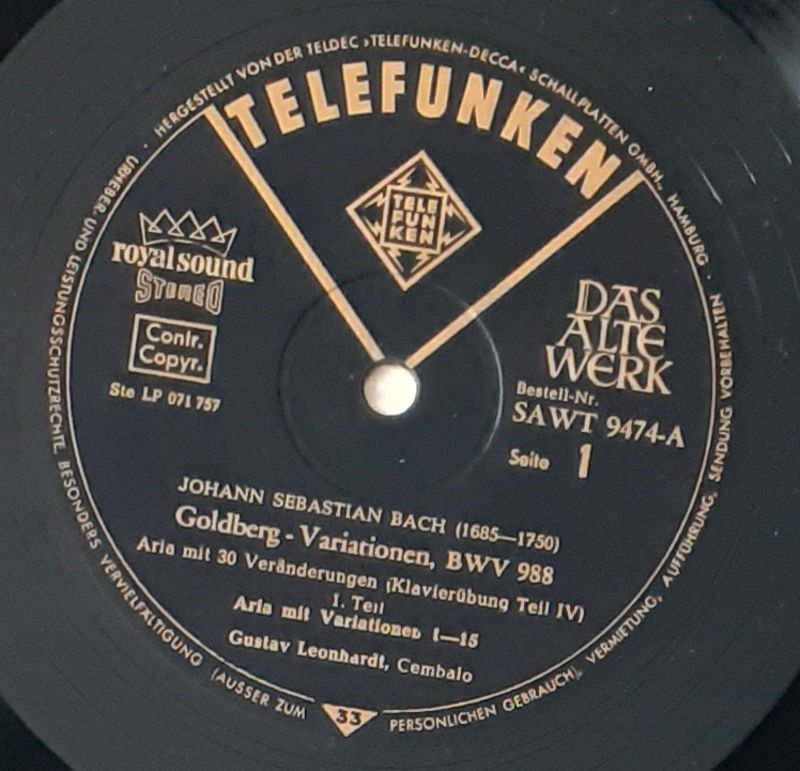 HERGESTELLT VON DER TELDEC ›TELEFUNKEN-DECCA‹ SCHALLPLATTEN GMBH., HAMBURG ·
TELEFUNKEN
TELE
FUN
KEN
royal sound
STEREO
Contr.
Copyr.
Ste LP 071 757
DAS
ALTE
WERK
Bestell-Nr.
SAWT 9474-A
Seite 1
JOHANN SEBASTIAN BACH (1685—1750)
Goldberg - Variationen, BWV 988
Aria mit 30 Veränderungen (Klavierübung Teil IV)
1. Teil
Aria mit Variationen 1—15
Gustav Leonhardt, Cembalo
33
URHEBER- UND LEISTUNGSSCHUTZRECHTE, BESONDERS VERVIELFÄLTIGUNG (AUSSER ZUM PERSÖNLICHEN GEBRAUCH), VERMIETUNG, AUFFÜHRUNG, SENDUNG VORBEHALTEN ·